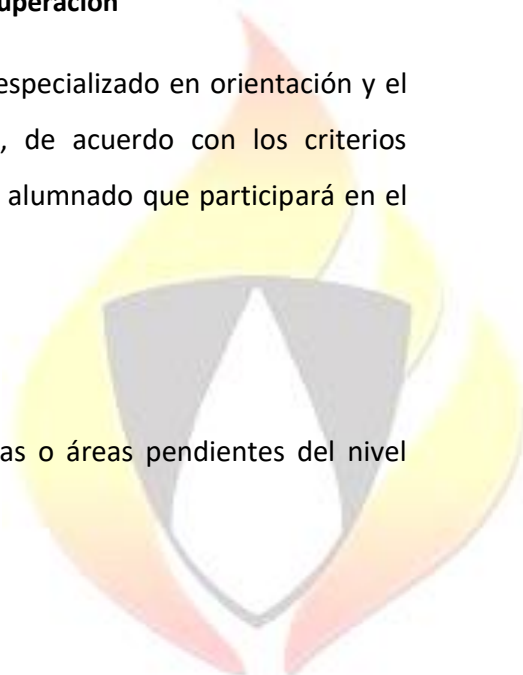 uperación
especializado en orientación y el
, de acuerdo con los criterios
alumnado que participará en el
as o áreas pendientes del nivel